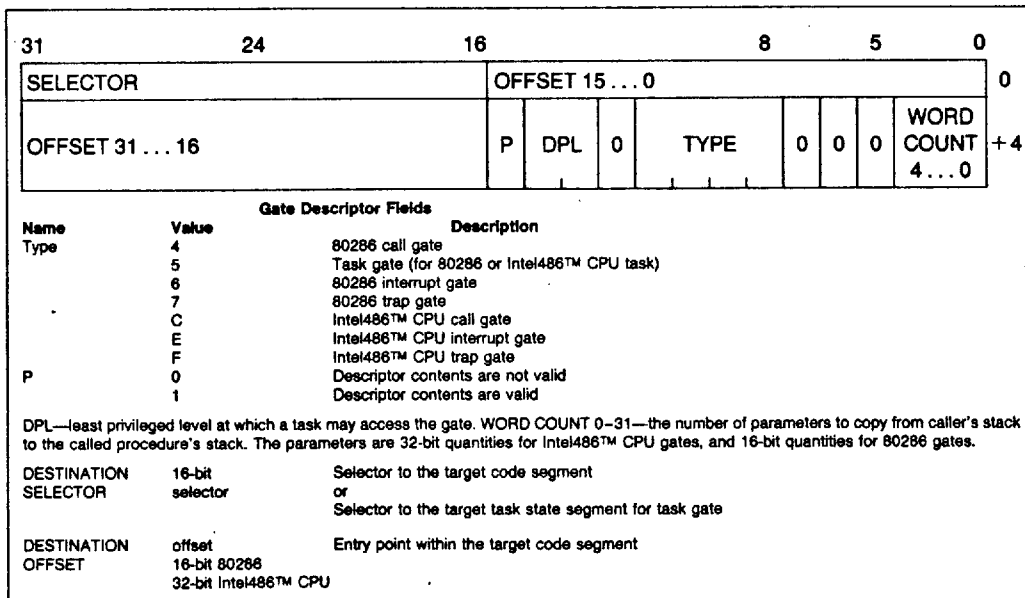 31 24 16 8 5 0
SELECTOR OFFSET 15...0 0
OFFSET 31...16 P DPL 0 TYPE 0 0 0 WORD COUNT 4...0 +4
Gate Descriptor Fields
Name Value Description
Type 4 80286 call gate
5 Task gate (for 80286 or Intel486™ CPU task)
6 80286 interrupt gate
7 80286 trap gate
C Intel486™ CPU call gate
E Intel486™ CPU interrupt gate
F Intel486™ CPU trap gate
P 0 Descriptor contents are not valid
1 Descriptor contents are valid
DPL—least privileged level at which a task may access the gate. WORD COUNT 0–31—the number of parameters to copy from caller's stack
to the called procedure's stack. The parameters are 32-bit quantities for Intel486™ CPU gates, and 16-bit quantities for 80286 gates.
DESTINATION 16-bit Selector to the target code segment
SELECTOR selector or
Selector to the target task state segment for task gate
DESTINATION offset Entry point within the target code segment
OFFSET 16-bit 80286
32-bit Intel486™ CPU